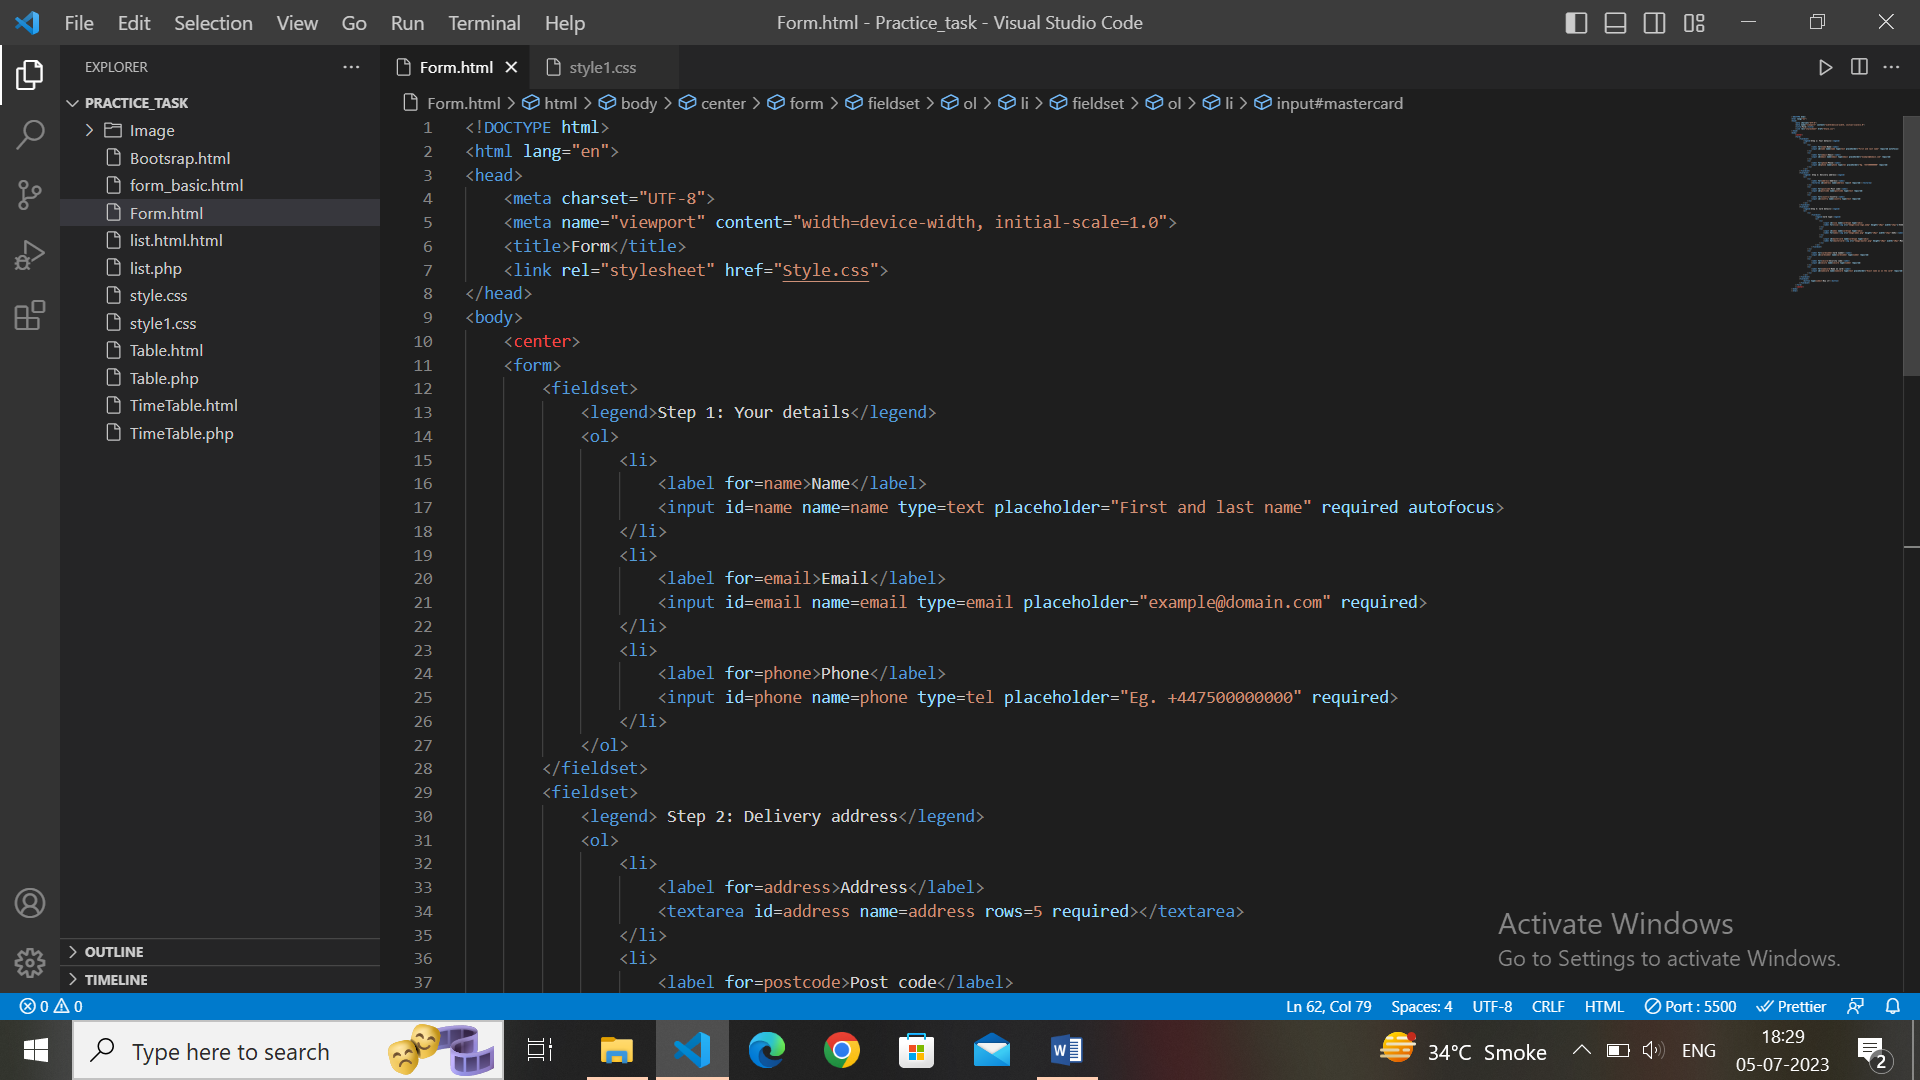 File Edit Selection View Go Run Terminal Help
Form.html - Practice_task - Visual Studio Code
EXPLORER
PRACTICE_TASK
Image
Bootsrap.html
form_basic.html
Form.html
list.html.html
list.php
style.css
style1.css
Table.html
Table.php
TimeTable.html
TimeTable.php
OUTLINE
TIMELINE
Form.html style1.css
Form.html > html > body > center > form > fieldset > ol > li > fieldset > ol > li > input#mastercard
1 <!DOCTYPE html>
2 <html lang="en">
3 <head>
4 <meta charset="UTF-8">
5 <meta name="viewport" content="width=device-width, initial-scale=1.0">
6 <title>Form</title>
7 <link rel="stylesheet" href="Style.css">
8 </head>
9 <body>
10 <center>
11 <form>
12 <fieldset>
13 <legend>Step 1: Your details</legend>
14 <ol>
15 <li>
16 <label for=name>Name</label>
17 <input id=name name=name type=text placeholder="First and last name" required autofocus>
18 </li>
19 <li>
20 <label for=email>Email</label>
21 <input id=email name=email type=email placeholder="example@domain.com" required>
22 </li>
23 <li>
24 <label for=phone>Phone</label>
25 <input id=phone name=phone type=tel placeholder="Eg. +447500000000" required>
26 </li>
27 </ol>
28 </fieldset>
29 <fieldset>
30 <legend> Step 2: Delivery address</legend>
31 <ol>
32 <li>
33 <label for=address>Address</label>
34 <textarea id=address name=address rows=5 required></textarea>
35 </li>
36 <li>
37 <label for=postcode>Post code</label>
Activate Windows
Go to Settings to activate Windows.
0 0 Ln 62, Col 79 Spaces: 4 UTF-8 CRLF HTML Port : 5500 Prettier
Type here to search
34°C Smoke ENG
18:29
05-07-2023
2